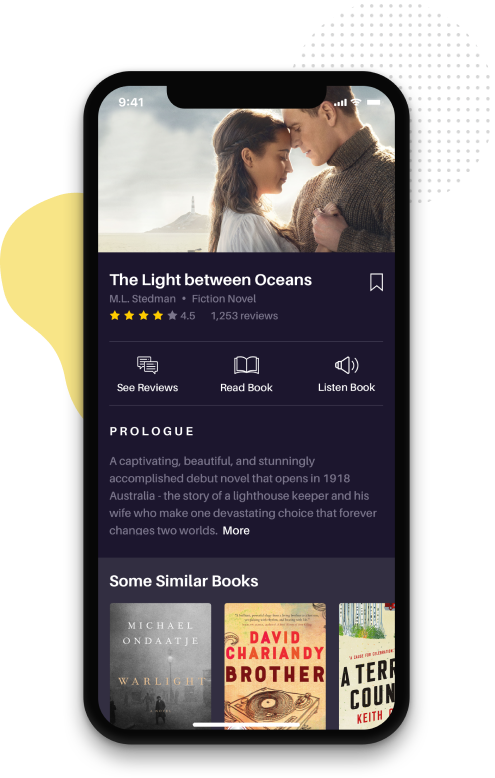 9:41
The Light between Oceans
M.L. Stedman • Fiction Novel
4.5 1,253 reviews
See Reviews Read Book Listen Book
PROLOGUE
A captivating, beautiful, and stunningly
accomplished debut novel that opens in 1918
Australia - the story of a lighthouse keeper and his
wife who make one devastating choice that forever
changes two worlds. More
Some Similar Books
MICHAEL
ONDAATJE
WARLIGHT
A NOVEL
DAVID
CHARIANDY
BROTHER
A TERR
COUN
KEITH